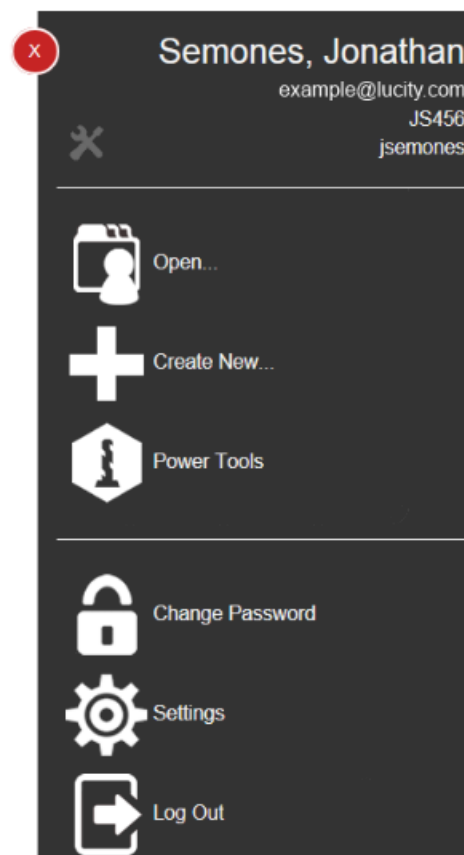 X
Semones, Jonathan
example@lucity.com
JS456
jsemones
Open...
Create New...
Power Tools
Change Password
Settings
Log Out